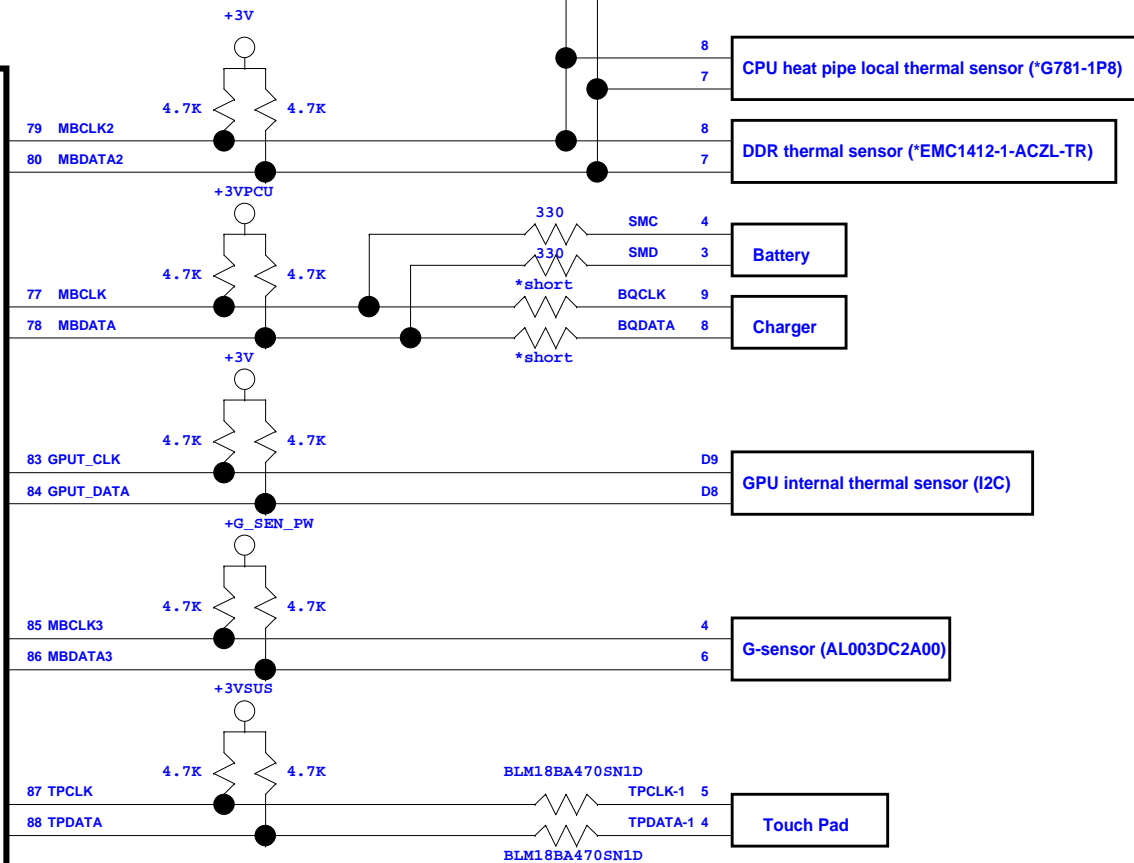 +3V
8
CPU heat pipe local thermal sensor (*G781-1P8)
7
4.7K 4.7K
79 MBCLK2 8
DDR thermal sensor (*EMC1412-1-ACZL-TR)
80 MBDATA2 7
+3VPCU
330 SMC 4
Battery
330 SMD 3
4.7K 4.7K
*short
77 MBCLK BQCLK 9
Charger
78 MBDATA BQDATA 8
*short
+3V
4.7K 4.7K
83 GPUT_CLK D9
GPU internal thermal sensor (I2C)
84 GPUT_DATA D8
+G_SEN_PW
4.7K 4.7K
85 MBCLK3 4
G-sensor (AL003DC2A00)
86 MBDATA3 6
+3VSUS
4.7K 4.7K
BLM18BA470SN1D
87 TPCLK TPCLK-1 5
Touch Pad
88 TPDATA TPDATA-1 4
BLM18BA470SN1D